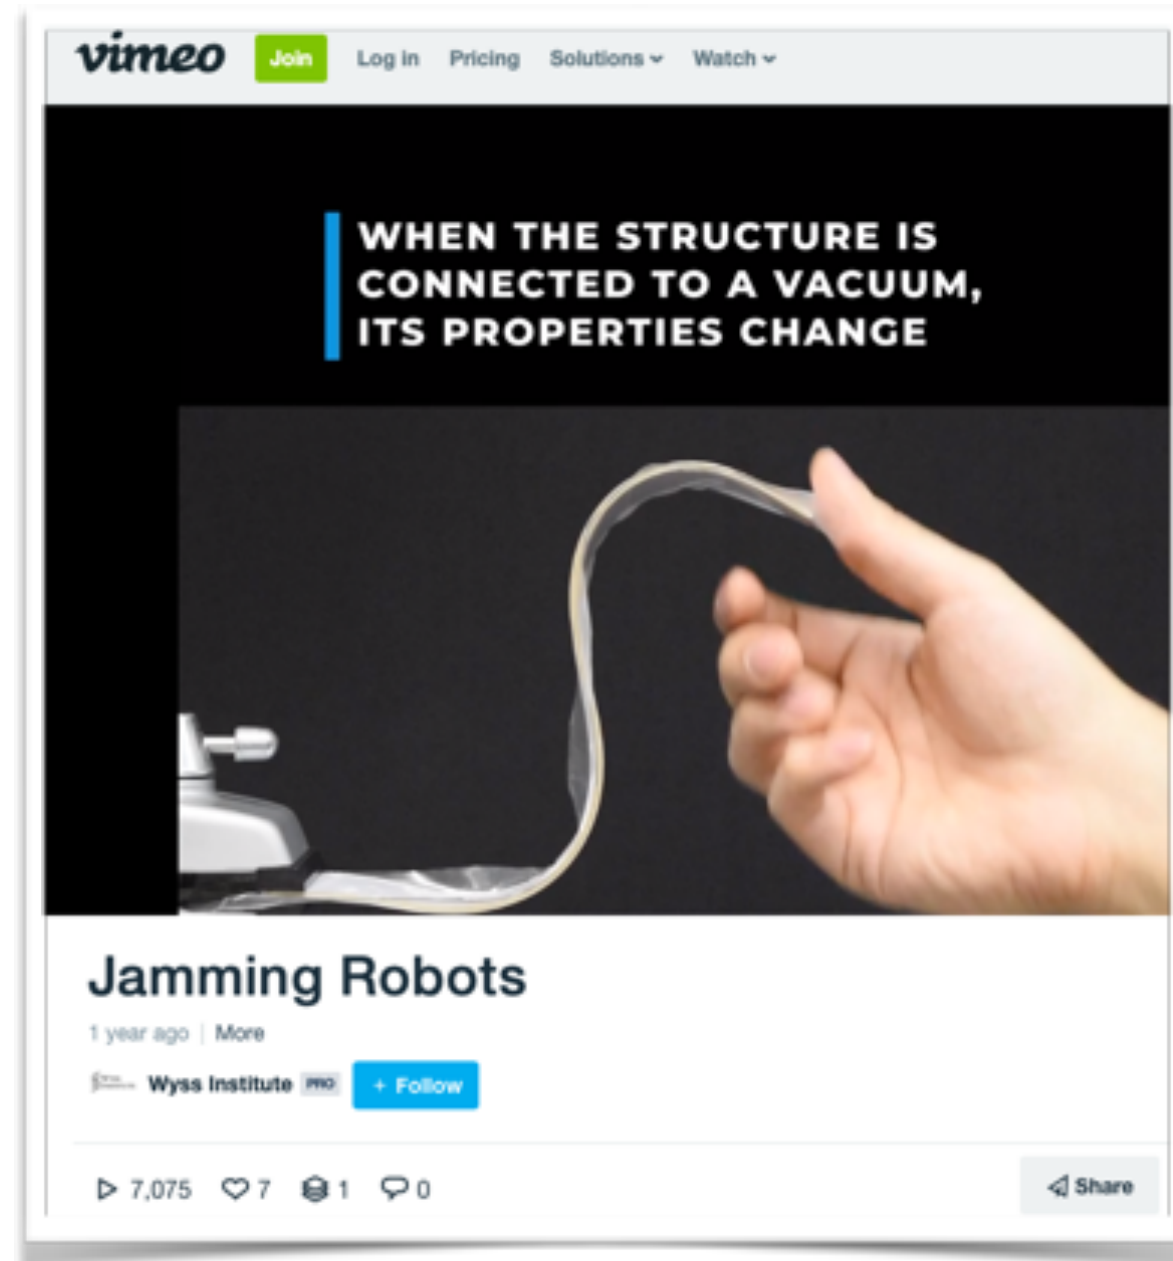 vimeo Join Log in Pricing Solutions Watch
WHEN THE STRUCTURE IS
CONNECTED TO A VACUUM,
ITS PROPERTIES CHANGE
Jamming Robots
1 year ago | More
Wyss Institute PRO + Follow
7,075 7 1 0 Share